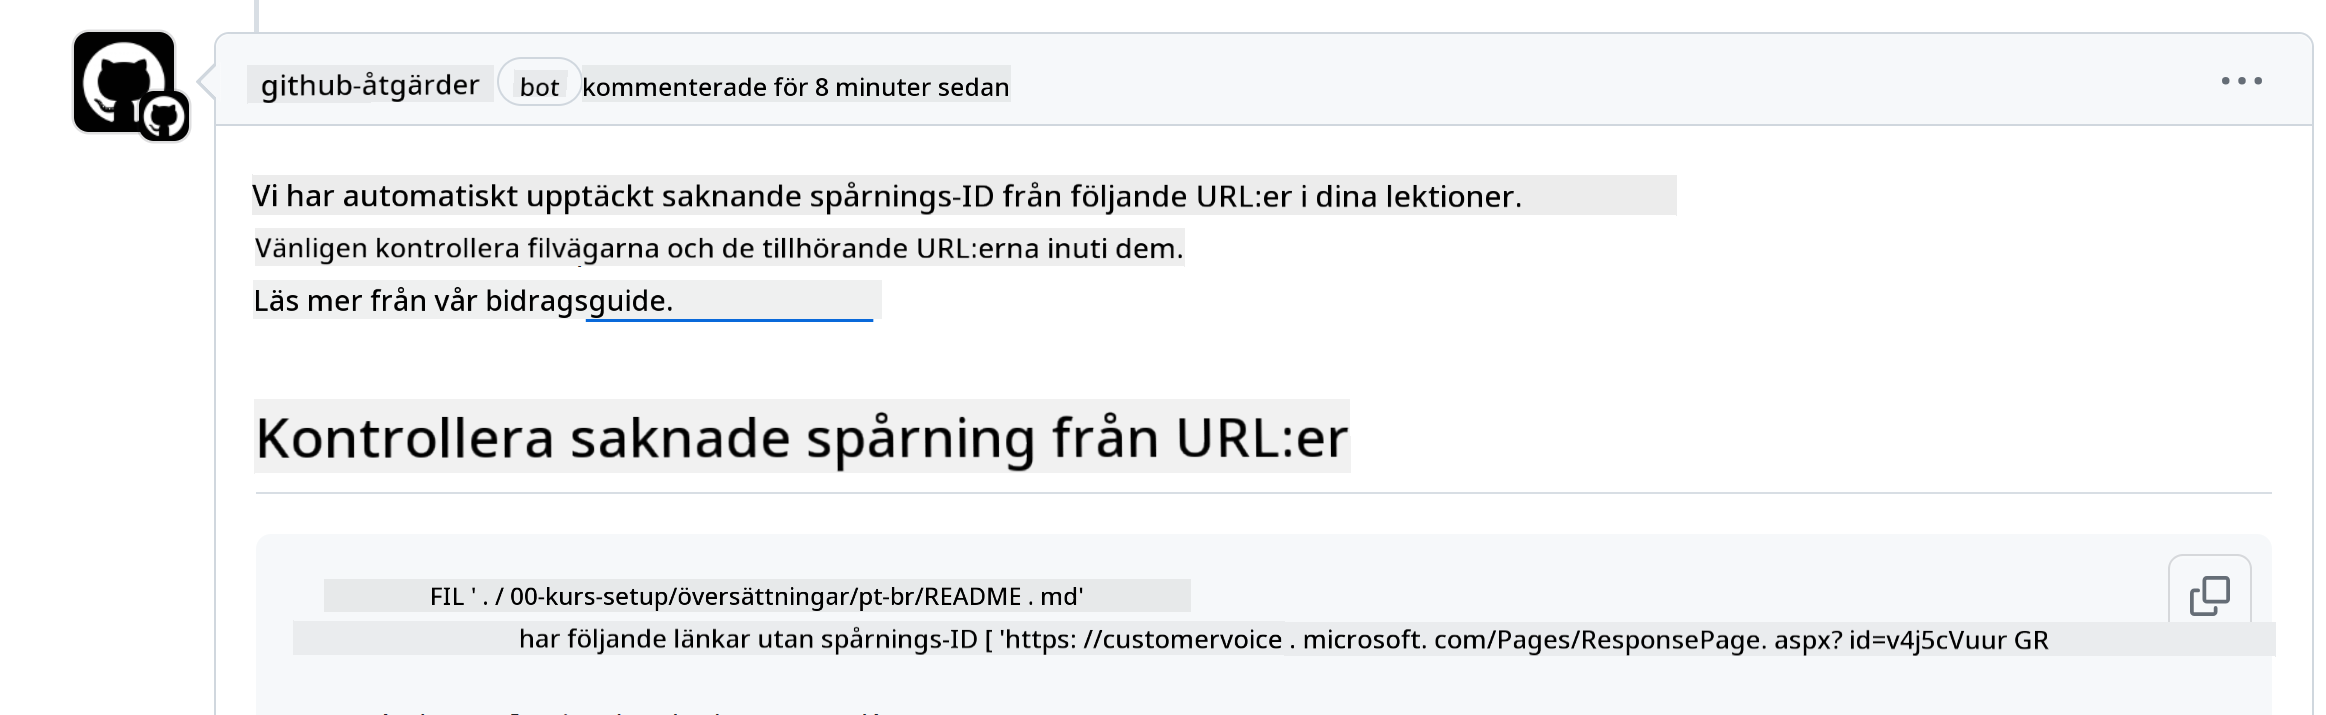 github-åtgärder bot kommenterade för 8 minuter sedan
Vi har automatiskt upptäckt saknande spårnings-ID från följande URL:er i dina lektioner.
Vänligen kontrollera filvägarna och de tillhörande URL:erna inuti dem.
Läs mer från vår bidragsguide.
Kontrollera saknade spårning från URL:er
FIL ' . / 00-kurs-setup/översättningar/pt-br/README . md'
har följande länkar utan spårnings-ID [ 'https: //customervoice . microsoft. com/Pages/ResponsePage. aspx? id=v4j5cVuur GR